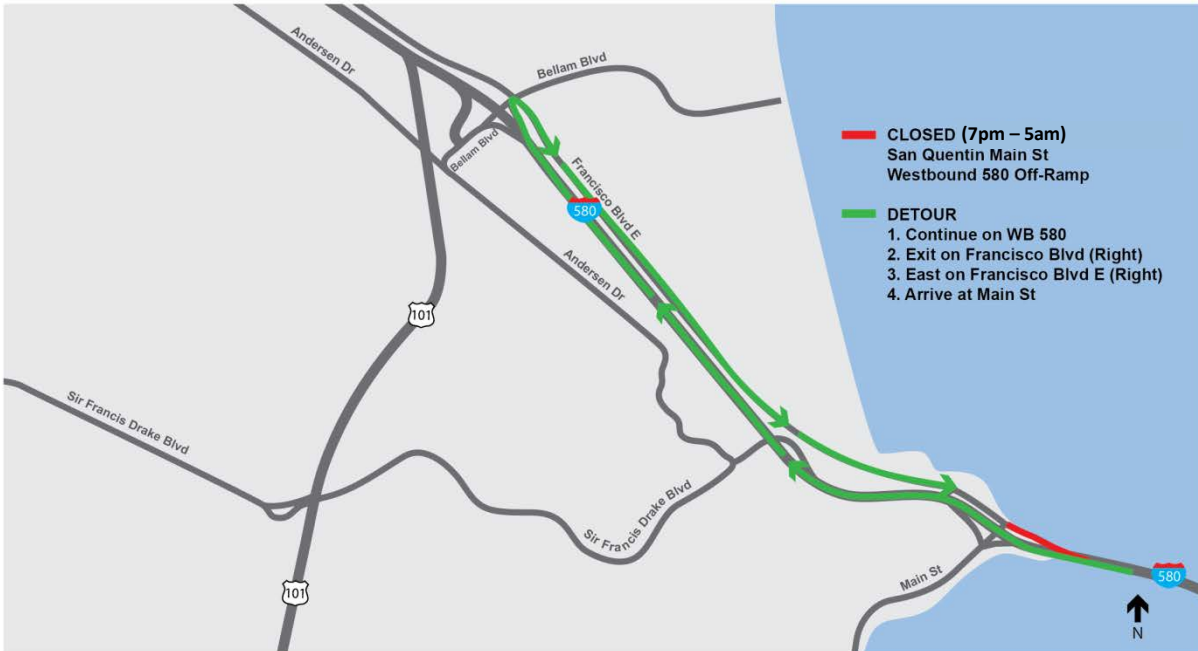 Andersen Dr
Bellam Blvd
Bellam Blvd
Francisco Blvd E
580
Andersen Dr
101
Sir Francis Drake Blvd
Sir Francis Drake Blvd
101
Main St
580
N
CLOSED (7pm – 5am)
San Quentin Main St
Westbound 580 Off-Ramp
DETOUR
1. Continue on WB 580
2. Exit on Francisco Blvd (Right)
3. East on Francisco Blvd E (Right)
4. Arrive at Main St